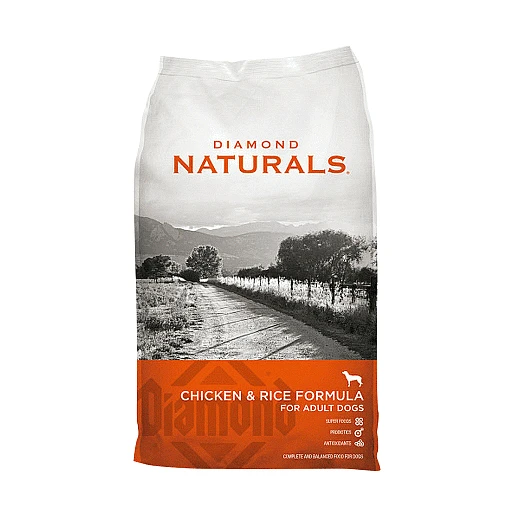 DIAMOND
NATURALS®
Diamond
CHICKEN & RICE FORMULA
FOR ADULT DOGS
SUPER FOODS
PROBIOTICS
ANTIOXIDANTS
COMPLETE AND BALANCED FOOD FOR DOGS